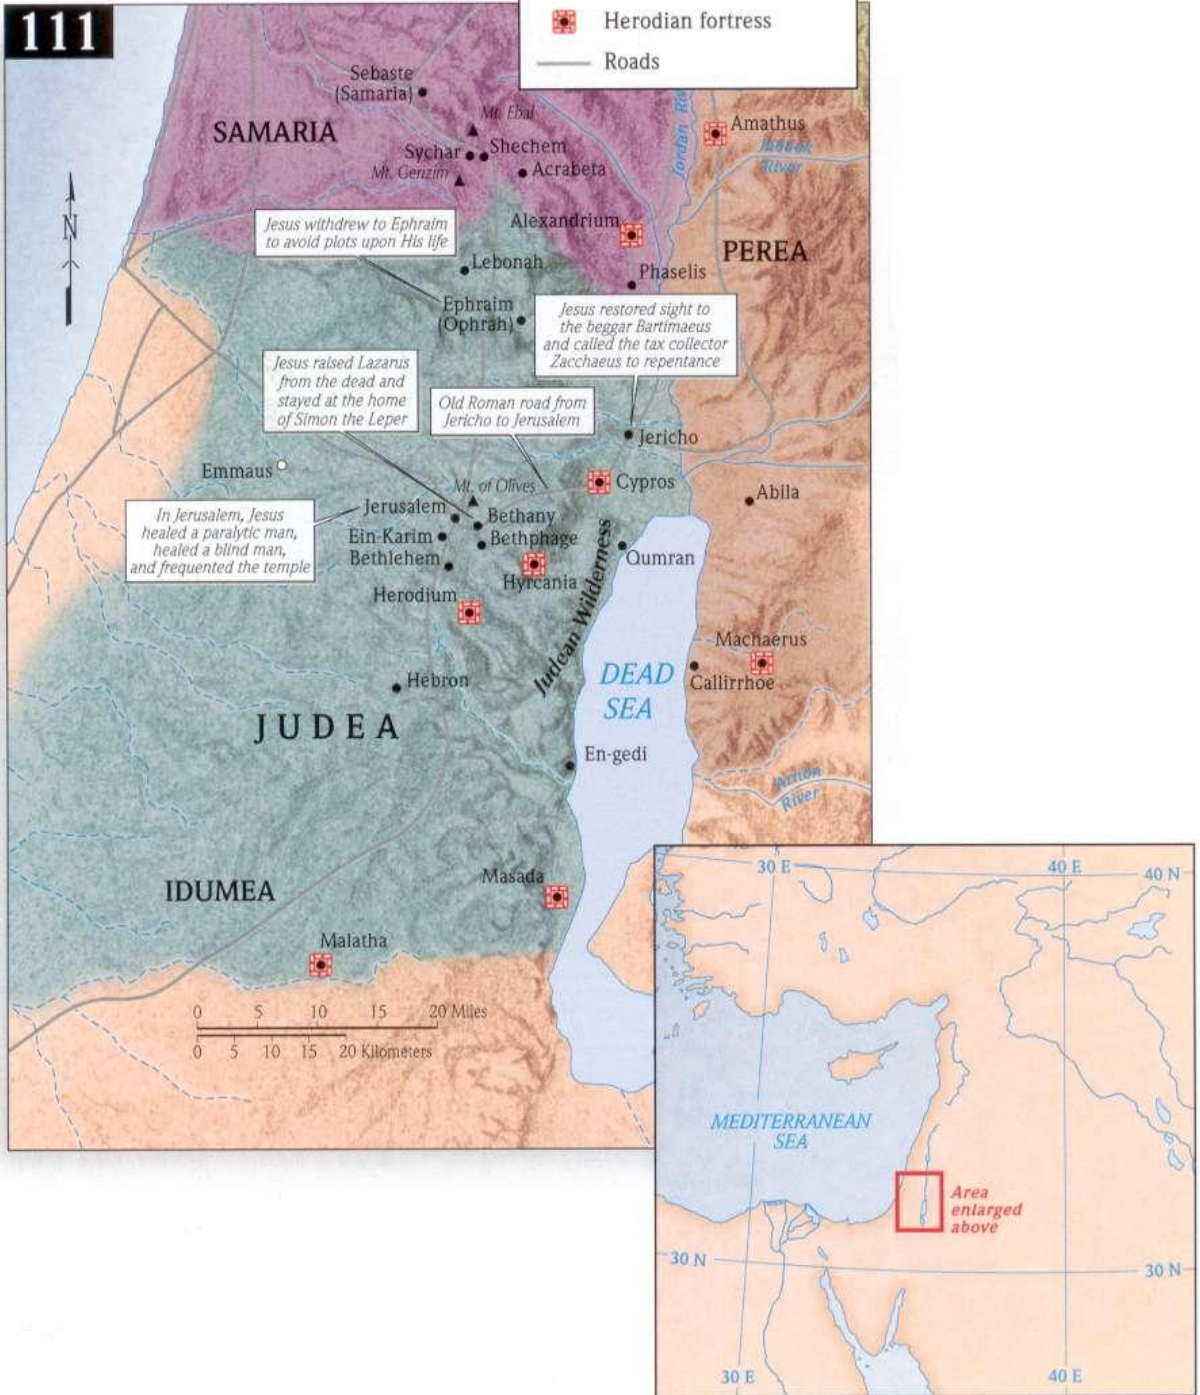 111
Herodian fortress
Roads
Sebaste
(Samaria)
Mt. Ebal
SAMARIA
Sychar
Shechem
Mt. Gerizim
Acrabeta
Jordan Riv
Amathus
Jabbok
River
Jesus withdrew to Ephraim
to avoid plots upon His life
Alexandrium
PEREA
Lebonah
Phaselis
Ephraim
(Ophrah)
Jesus restored sight to
the beggar Bartimaeus
and called the tax collector
Zacchaeus to repentance
Jesus raised Lazarus
from the dead and
stayed at the home
of Simon the Leper
Old Roman road from
Jericho to Jerusalem
Jericho
Emmaus
Mt. of Olives
Cypros
Abila
In Jerusalem, Jesus
healed a paralytic man,
healed a blind man,
and frequented the temple
Jerusalem
Bethany
Ein-Karim
Bethphage
Bethlehem
Qumran
Hyrcania
Herodium
Judean Wilderness
Machaerus
Hebron
DEAD
SEA
Callirrhoe
JUDEA
En-gedi
Arnon
River
IDUMEA
Masada
Malatha
0 5 10 15 20 Miles
0 5 10 15 20 Kilometers
30 E
40 E
40 N
MEDITERRANEAN
SEA
Area
enlarged
above
30 N
30 N
30 E
40 E